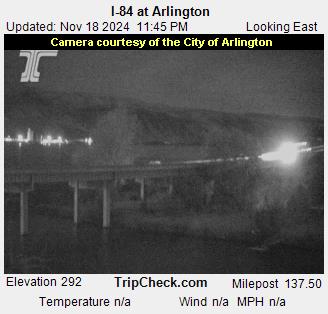 I-84 at Arlington
Updated: Nov 18 2024 11:45 PM Looking East
Camera courtesy of the City of Arlington
Elevation 292 TripCheck.com Milepost 137.50
Temperature n/a Wind n/a MPH n/a